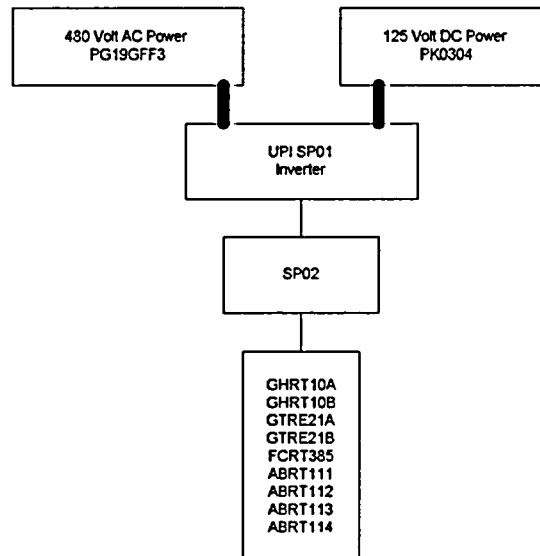 480 Volt AC Power
PG19GFF3
125 Volt DC Power
PK0304
UPI SP01
Inverter
SP02
GHRT10A
GHRT10B
GTRE21A
GTRE21B
FCRT385
ABRT111
ABRT112
ABRT113
ABRT114